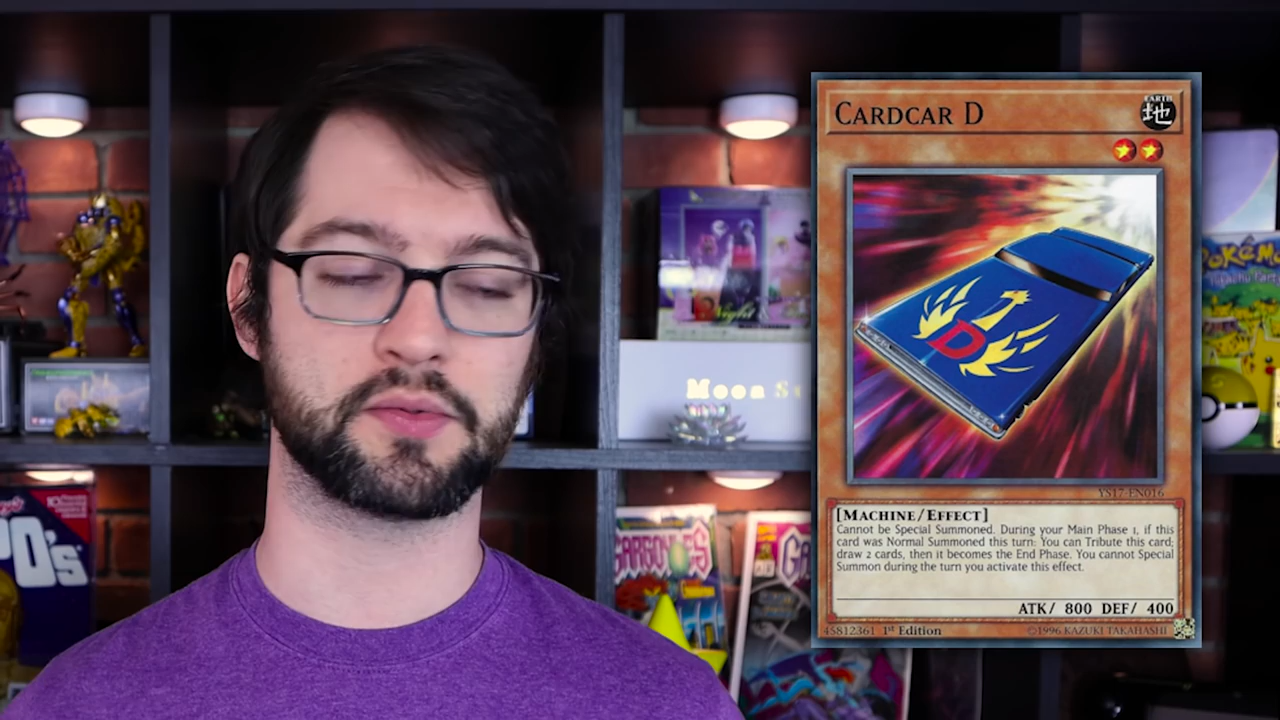 CARDCAR D
EARTH
地
D
YS17-EN016
[MACHINE/EFFECT]
Cannot be Special Summoned. During your Main Phase 1, if this
card was Normal Summoned this turn: You can Tribute this card;
draw 2 cards, then it becomes the End Phase. You cannot Special
Summon during the turn you activate this effect.
ATK/ 800 DEF/ 400
45812361 1st Edition
©1996 KAZUKI TAKAHASHI
Night
POKÉMO
Moon S
GARGOYLES
GA